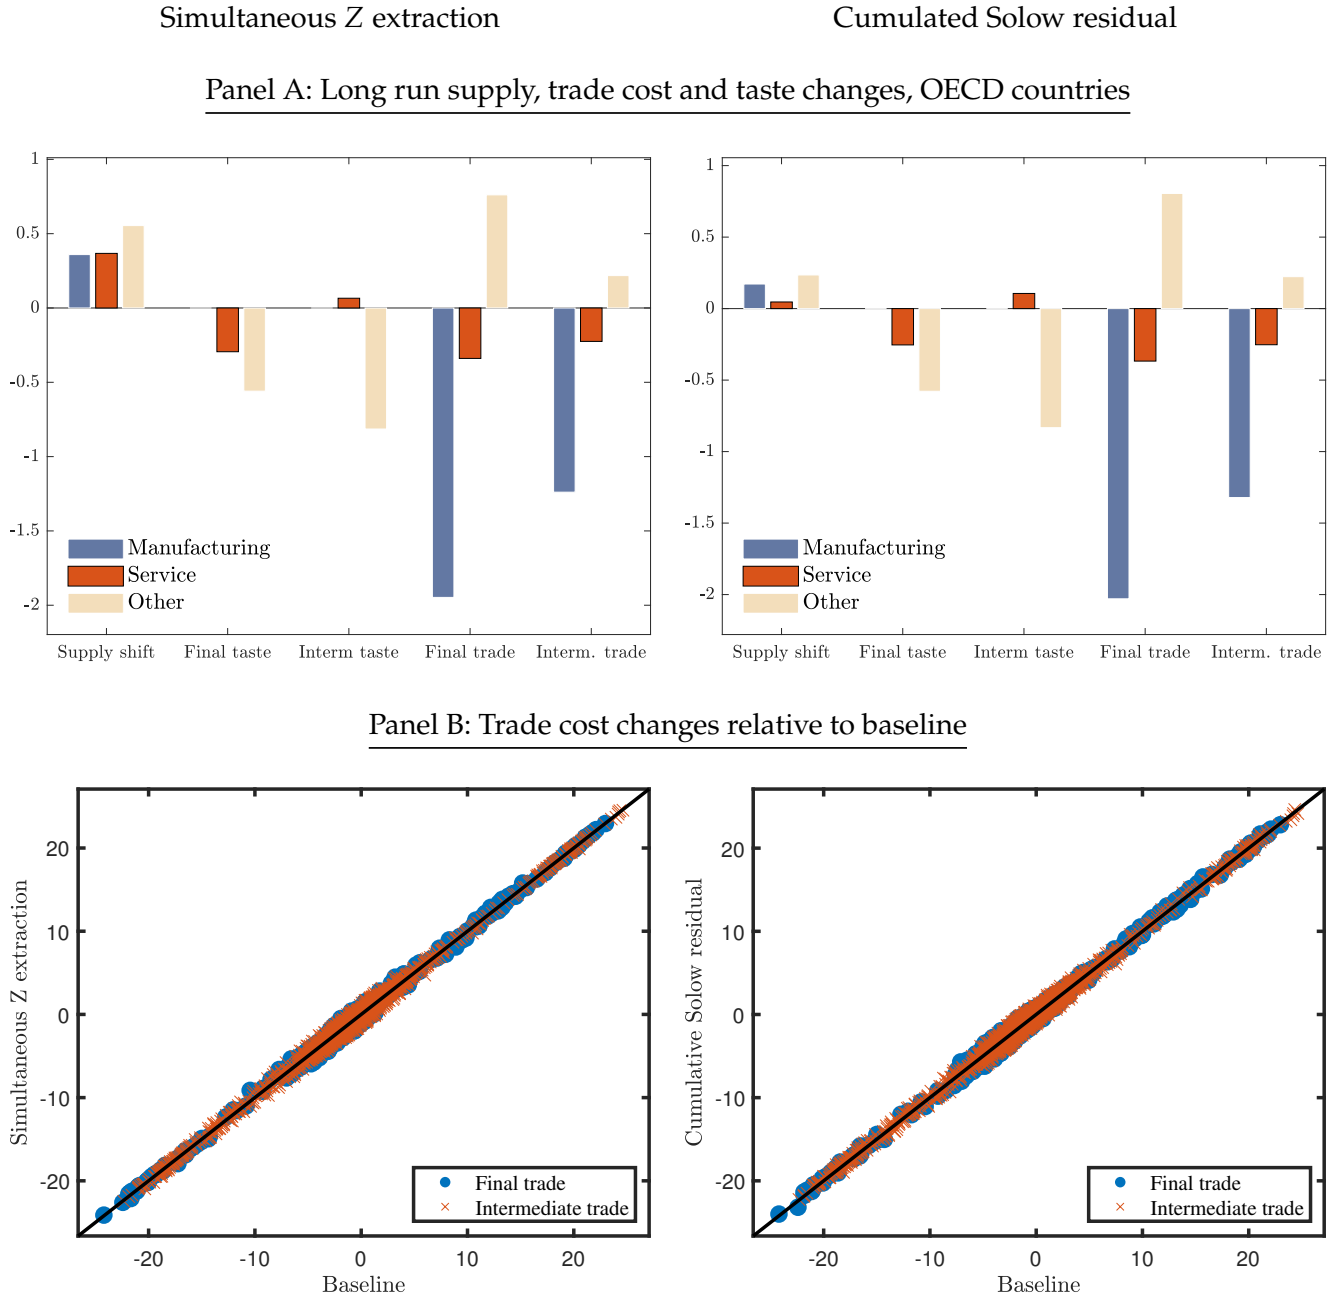 Simultaneous Z extraction
Cumulated Solow residual
Panel A: Long run supply, trade cost and taste changes, OECD countries
1
0.5
0
-0.5
-1
-1.5
-2
Manufacturing
Service
Other
Supply shift Final taste Interm taste Final trade Interm. trade
1
0.5
0
-0.5
-1
-1.5
-2
Manufacturing
Service
Other
Supply shift Final taste Interm taste Final trade Interm. trade
Panel B: Trade cost changes relative to baseline
Simultaneous Z extraction
20
10
0
-10
-20
Final trade
Intermediate trade
-20 -10 0 10 20
Baseline
Cumulative Solow residual
20
10
0
-10
-20
Final trade
Intermediate trade
-20 -10 0 10 20
Baseline